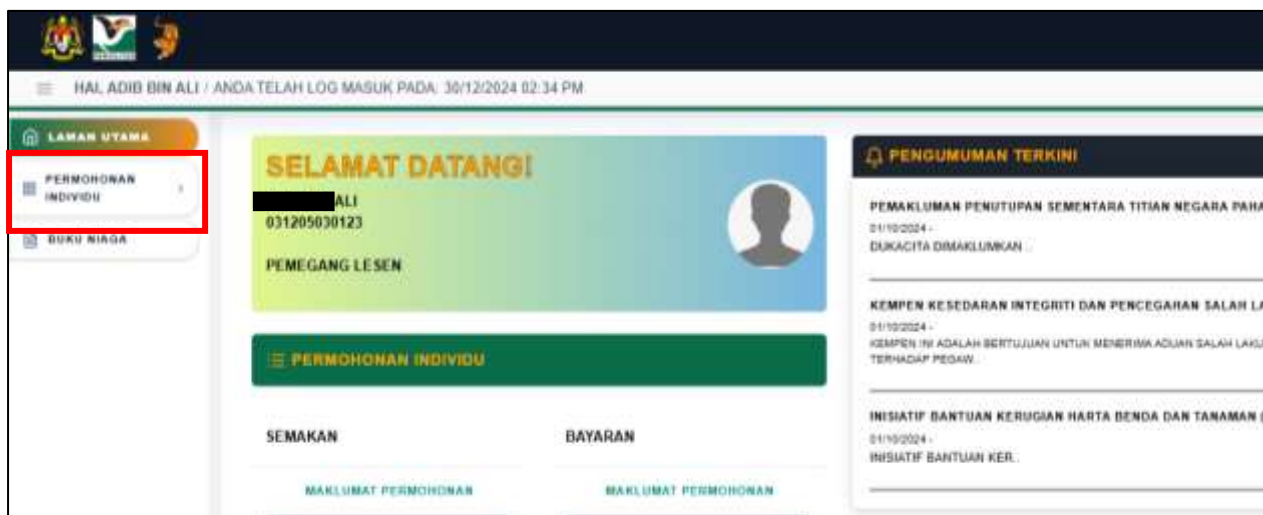 HAL ADIB BIN ALI / ANDA TELAH LOG MASUK PADA: 30/12/2024 02:34 PM
LAMAN UTAMA
PERMOHONAN
INDIVIDU
BUKU NIAGA
SELAMAT DATANG!
ALI
031205030123
PEMEGANG LESEN
PERMOHONAN INDIVIDU
SEMAKAN
BAYARAN
MAKLUMAT PERMOHONAN
MAKLUMAT PERMOHONAN
PENGUMUMAN TERKINI
PEMAKLUMAN PENUTUPAN SEMENTARA TITIAN NEGARA PAHA
01/10/2024 -
DUKACITA DIMAKLUMKAN ..
KEMPEN KESEDARAN INTEGRITI DAN PENCEGAHAN SALAH LA
01/10/2024 -
KEMPEN INI ADALAH BERTUJUAN UNTUK MENERIMA ADUAN SALAH LAKU
TERHADAP PEGAW..
INISIATIF BANTUAN KERUGIAN HARTA BENDA DAN TANAMAN (
01/10/2024 -
INISIATIF BANTUAN KER..